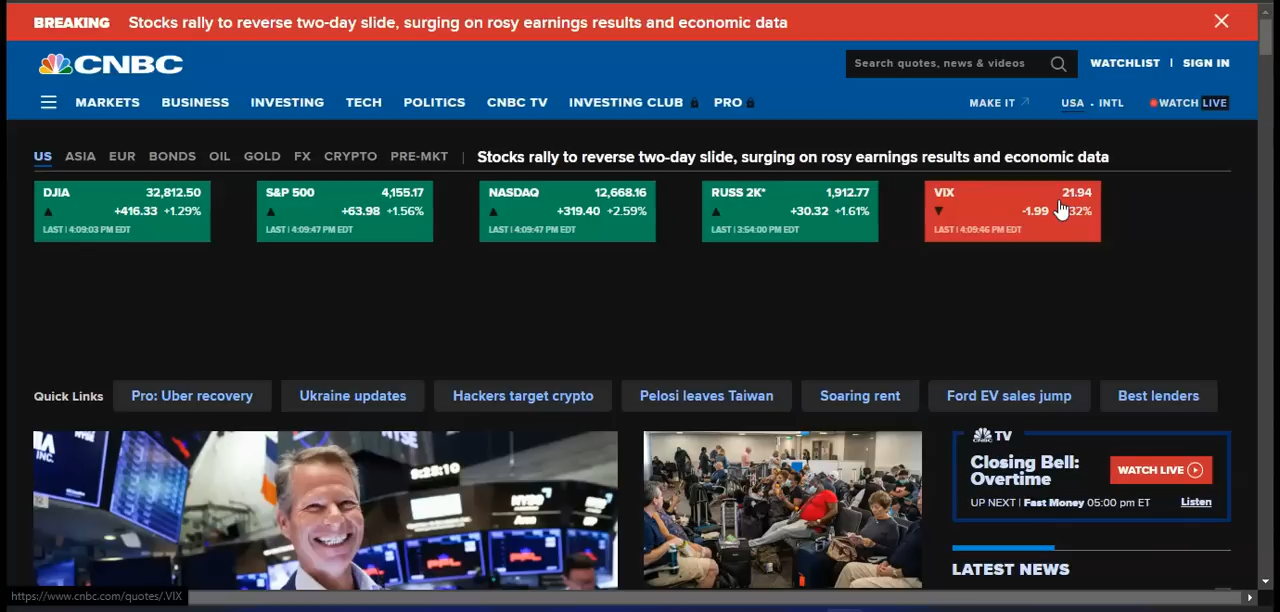 BREAKING Stocks rally to reverse two-day slide, surging on rosy earnings results and economic data
CNBC
Search quotes, news & videos WATCHLIST | SIGN IN
MARKETS BUSINESS INVESTING TECH POLITICS CNBC TV INVESTING CLUB PRO MAKE IT USA • INTL WATCH LIVE
US ASIA EUR BONDS OIL GOLD FX CRYPTO PRE-MKT | Stocks rally to reverse two-day slide, surging on rosy earnings results and economic data
DJIA 32,812.50
+416.33 +1.29%
LAST | 4:09:03 PM EDT
S&P 500 4,155.17
+63.98 +1.56%
LAST | 4:09:47 PM EDT
NASDAQ 12,668.16
+319.40 +2.59%
LAST | 4:09:47 PM EDT
RUSS 2K* 1,912.77
+30.32 +1.61%
LAST | 3:54:00 PM EDT
VIX 21.94
-1.99 32%
LAST | 4:09:46 PM EDT
Quick Links Pro: Uber recovery Ukraine updates Hackers target crypto Pelosi leaves Taiwan Soaring rent Ford EV sales jump Best lenders
INC.
NYSE
9:28:10
NYSE
CNBC TV
Closing Bell:
Overtime
WATCH LIVE
UP NEXT | Fast Money 05:00 pm ET Listen
LATEST NEWS
https://www.cnbc.com/quotes/.VIX